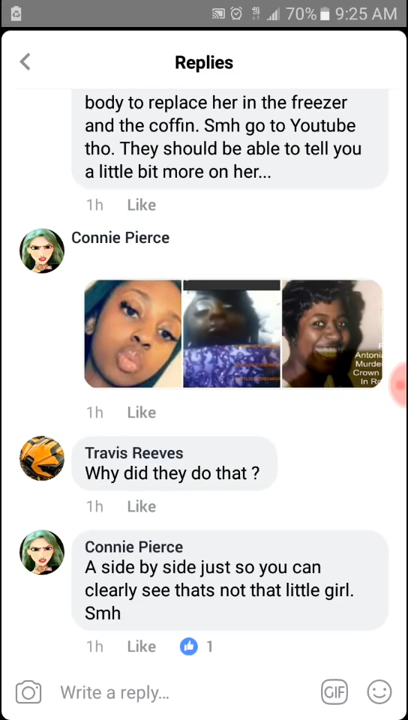 70% 9:25 AM
Replies
body to replace her in the freezer
and the coffin. Smh go to Youtube
tho. They should be able to tell you
a little bit more on her...
1h Like
Connie Pierce
Antoni
Murde
Crown
In R
1h Like
Travis Reeves
Why did they do that ?
1h Like
Connie Pierce
A side by side just so you can
clearly see thats not that little girl.
Smh
1h Like 1
Write a reply...
GIF